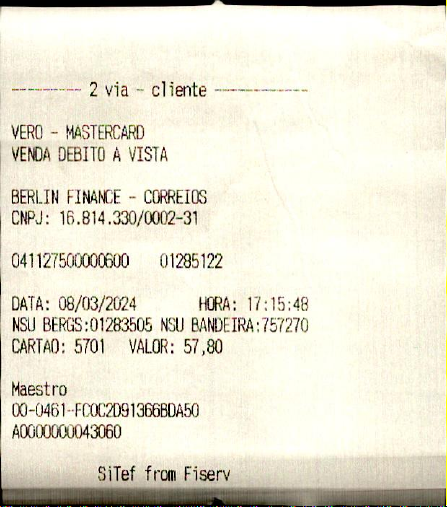 --------- 2 via - cliente ------------
VERO - MASTERCARD
VENDA DEBITO A VISTA
BERLIN FINANCE - CORREIOS
CNPJ: 16.814.330/0002-31
041127500000600 01285122
DATA: 08/03/2024 HORA: 17:15:48
NSU BERGS:01283505 NSU BANDEIRA:757270
CARTAO: 5701 VALOR: 57,80
Maestro
00-0461-FC0C2D91366BDA50
A0000000043060
SiTef from Fiserv